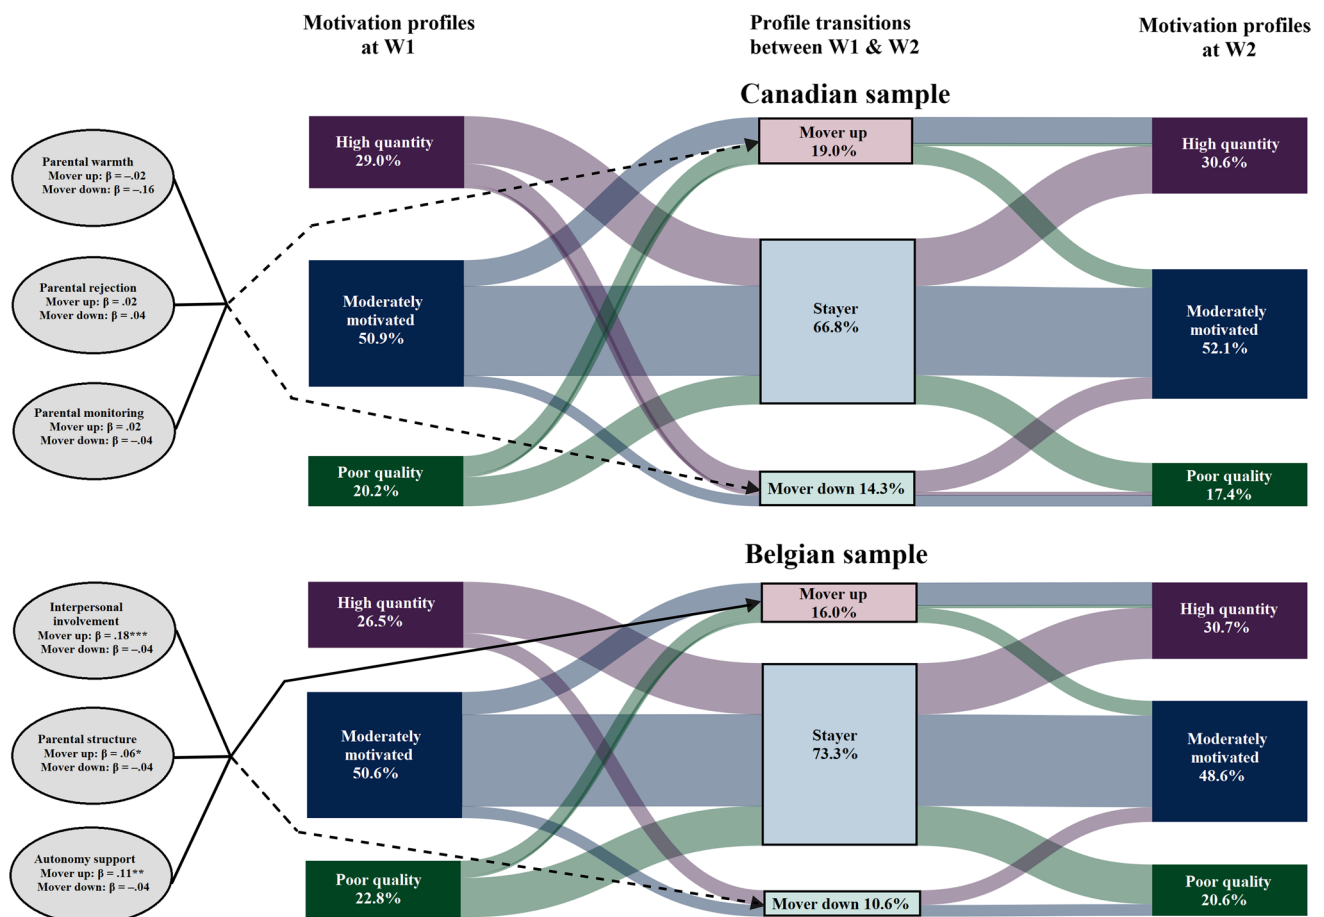 Motivation profiles
at W1
Profile transitions
between W1 & W2
Motivation profiles
at W2
Canadian sample
Parental warmth
Mover up: β = –.02
Mover down: β = –.16
Parental rejection
Mover up: β = .02
Mover down: β = .04
Parental monitoring
Mover up: β = .02
Mover down: β = –.04
High quantity
29.0%
Moderately
motivated
50.9%
Poor quality
20.2%
Mover up
19.0%
Stayer
66.8%
Mover down 14.3%
High quantity
30.6%
Moderately
motivated
52.1%
Poor quality
17.4%
Belgian sample
Interpersonal
involvement
Mover up: β = .18***
Mover down: β = –.04
Parental structure
Mover up: β = .06*
Mover down: β = –.04
Autonomy support
Mover up: β = .11**
Mover down: β = –.04
High quantity
26.5%
Moderately
motivated
50.6%
Poor quality
22.8%
Mover up
16.0%
Stayer
73.3%
Mover down 10.6%
High quantity
30.7%
Moderately
motivated
48.6%
Poor quality
20.6%